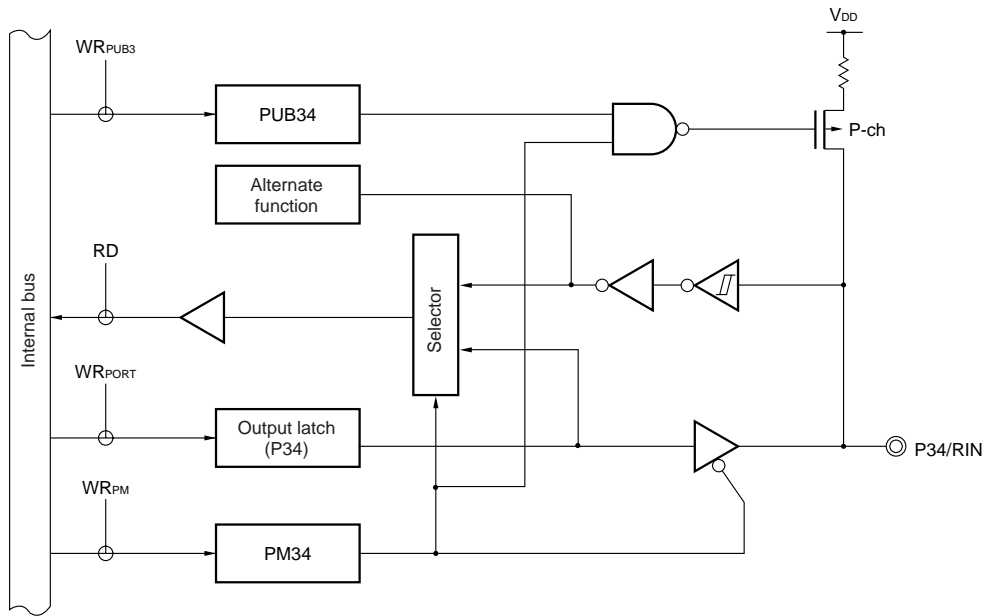 VDD
WRPUB3
PUB34
P-ch
Alternate
function
RD
Internal bus
Selector
WRPORT
Output latch
(P34)
P34/RIN
WRPM
PM34